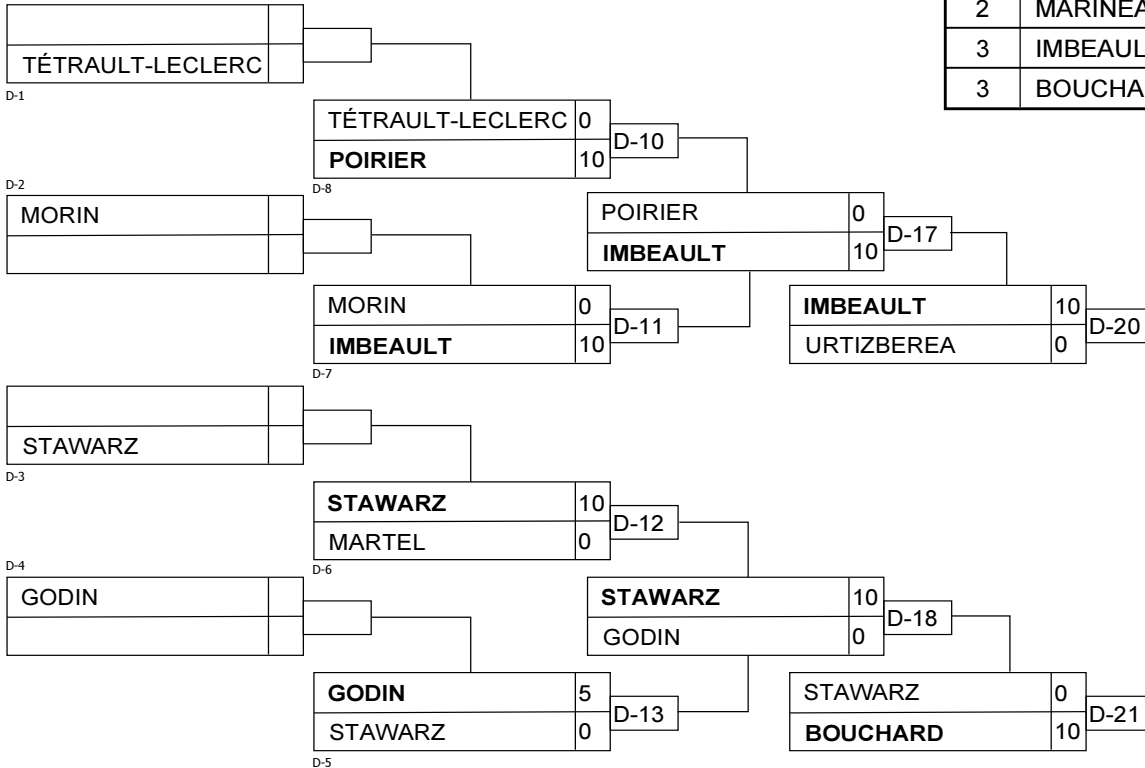 2
MARINEA
3
IMBEAUL
3
BOUCHA
TÉTRAULT-LECLERC
D-1
TÉTRAULT-LECLERC 0
D-10
POIRIER 10
D-8
D-2
MORIN
POIRIER 0
D-17
IMBEAULT 10
MORIN 0
D-11
IMBEAULT 10
D-7
IMBEAULT 10
D-20
URTIZBEREA 0
STAWARZ
D-3
STAWARZ 10
D-12
MARTEL 0
D-6
D-4
GODIN
STAWARZ 10
D-18
GODIN 0
GODIN 5
D-13
STAWARZ 0
D-5
STAWARZ 0
D-21
BOUCHARD 10